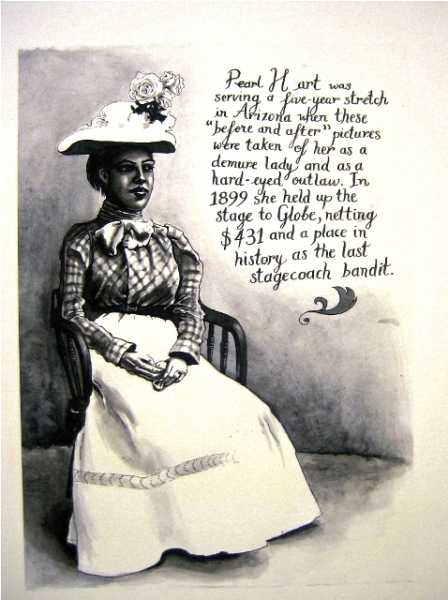 Pearl Hart was
serving a five-year stretch
in Arizona when these
"before and after" pictures
were taken of her as a
demure lady and as a
hard-eyed outlaw. In
1899 she held up the
stage to Globe, netting
$431 and a place in
history as the last
stagecoach bandit.